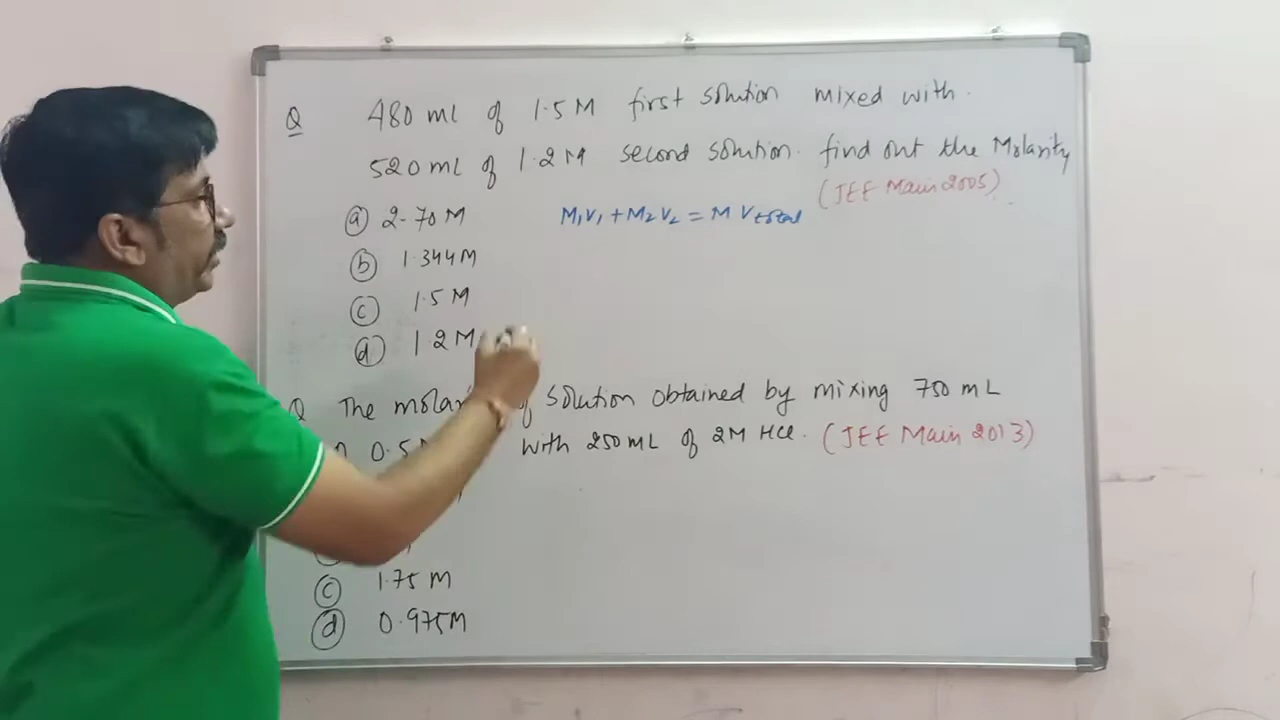 Q 480 ml of 1.5 M first solution mixed with.
520 ml of 1.2 M second solution. find out the Molarity
(JEE Main 2005)
(a) 2.70 M M₁V₁ + M₂V₂ = M Vtotal
(b) 1.344 M
(c) 1.5 M
(d) 1.2 M
Q The solution obtained by mixing 750 mL
0.5 with 250 mL of 2M HCl. (JEE Main 2013)
(c) 1.75 M
(d) 0.975 M